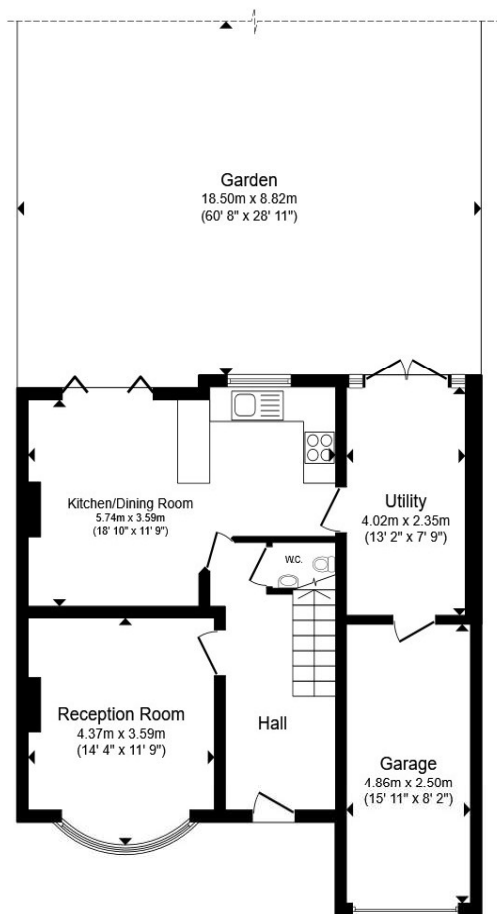 Garden
18.50m x 8.82m
(60' 8" x 28' 11")
Kitchen/Dining Room
5.74m x 3.59m
(18' 10" x 11' 9")
W.C.
Utility
4.02m x 2.35m
(13' 2" x 7' 9")
Reception Room
4.37m x 3.59m
(14' 4" x 11' 9")
Hall
Garage
4.86m x 2.50m
(15' 11" x 8' 2")